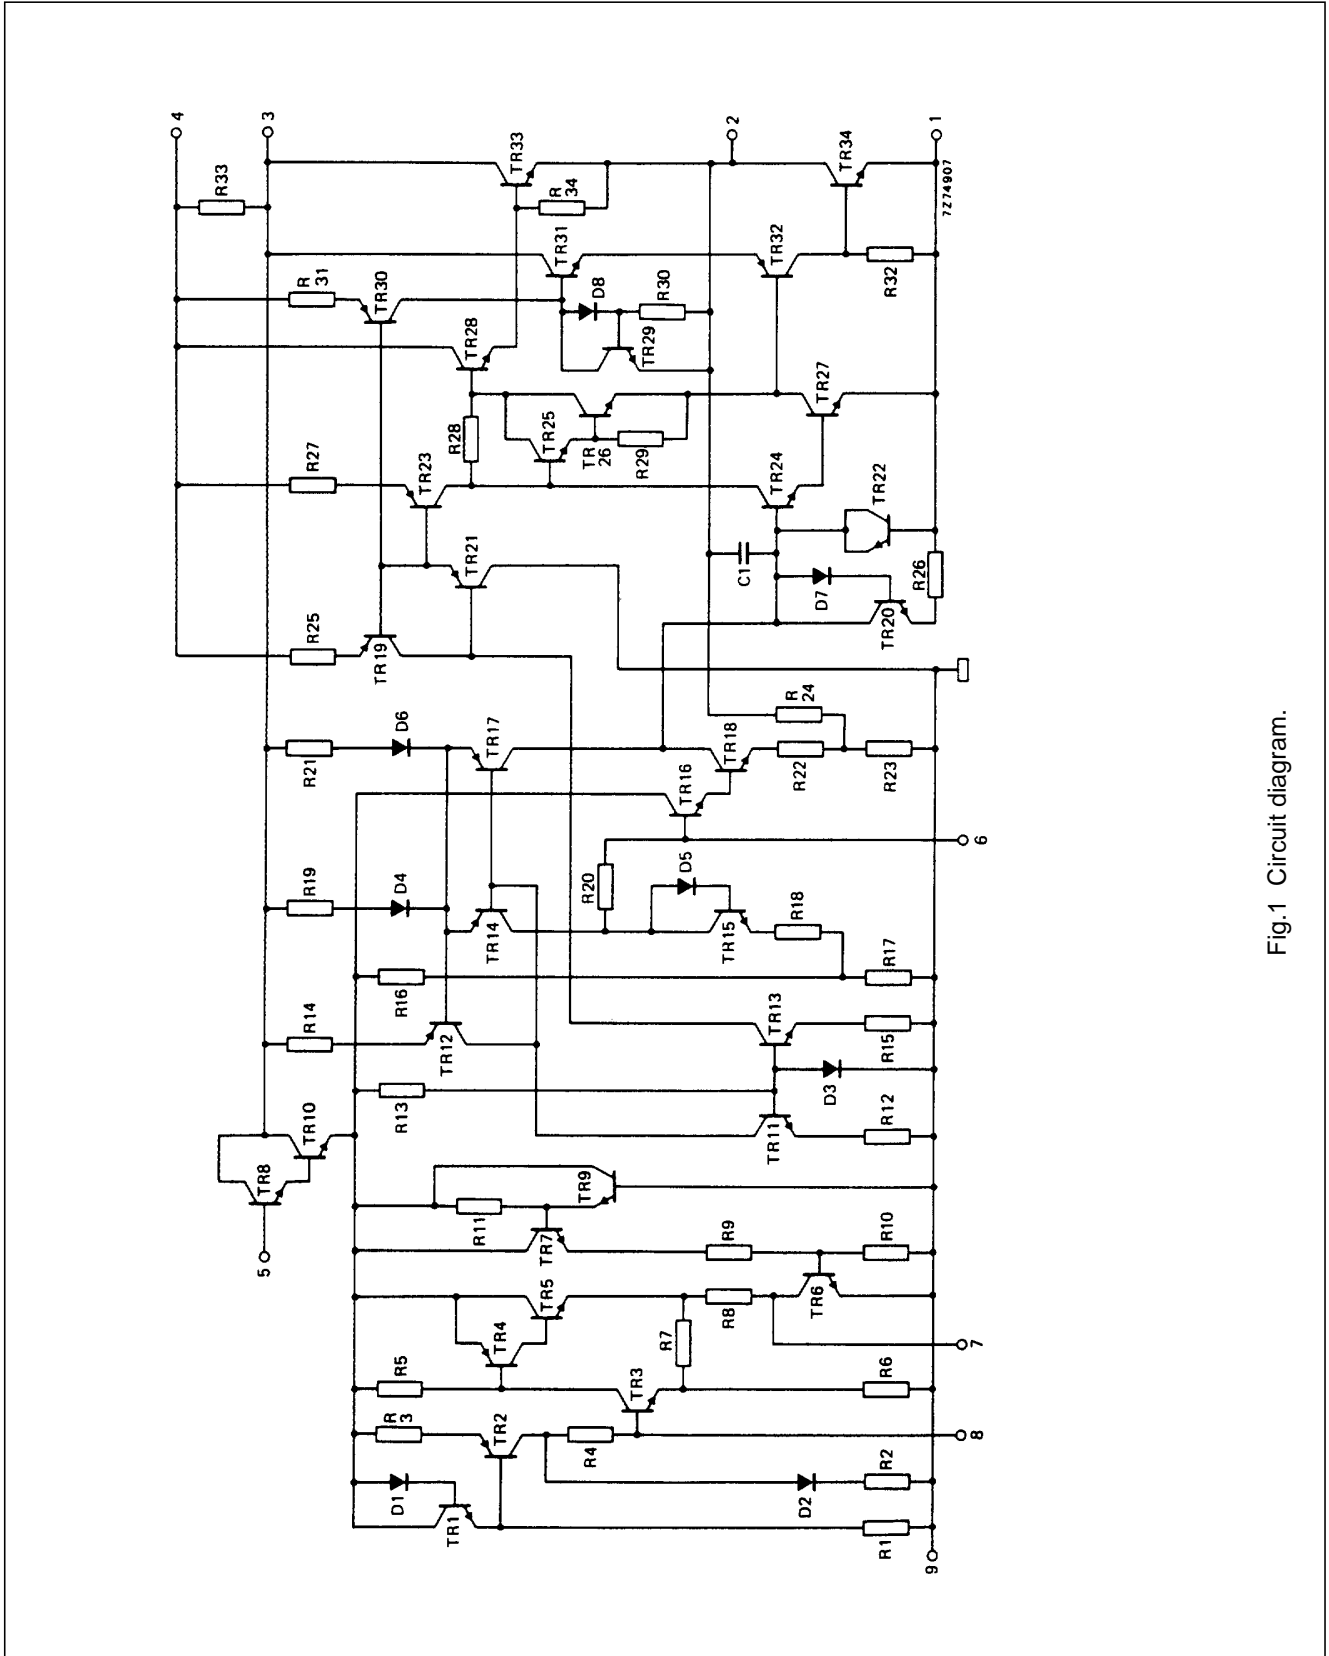 4
R33
TR8
5
3
TR10
R14
R19
R21
R25
R27
R
31
TR19
TR30
R
3
D1
R5
R13
R16
D4
D6
TR23
TR1
TR12
R28
TR21
TR28
TR2
TR4
R11
TR14
TR17
TR33
TR5
TR7
TR25
TR31
R
34
R4
TR9
R20
TR
26
D8
TR3
R7
R29
TR29
R30
D5
TR16
R8
R9
TR15
TR18
2
C1
TR11
TR13
R18
R22
R
24
TR24
TR32
D2
TR6
D3
D7
TR27
TR34
R1
R2
R6
R10
R12
R15
R17
R23
TR20
TR22
R32
R26
9
1
7Z74907
8
7
6
Fig.1 Circuit diagram.